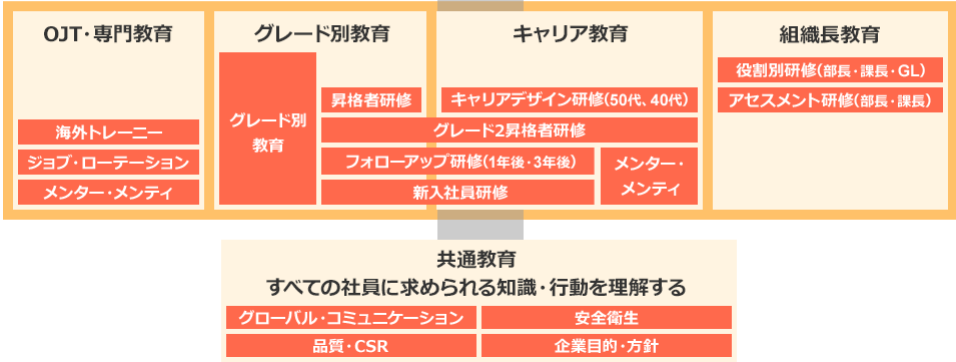 OJT・専門教育
海外トレーニー
ジョブ・ローテーション
メンター・メンティ
グレード別教育
グレード別
教育
昇格者研修
キャリア教育
キャリアデザイン研修(50代、40代)
グレード2昇格者研修
フォローアップ研修(1年後・3年後)
新入社員研修
メンター・
メンティ
組織長教育
役割別研修(部長・課長・GL)
アセスメント研修(部長・課長)
共通教育
すべての社員に求められる知識・行動を理解する
グローバル・コミュニケーション
安全衛生
品質・CSR
企業目的・方針